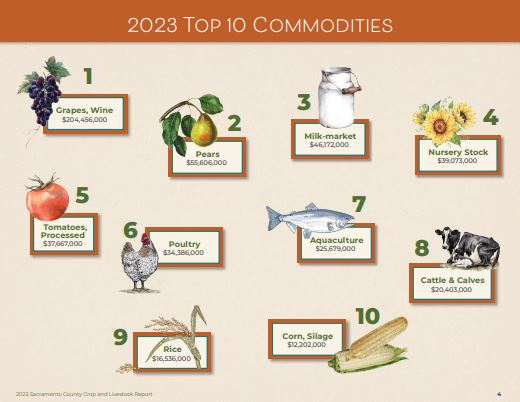 2023 Top 10 Commodities
1
Grapes, Wine
$204,456,000
2
Pears
$55,606,000
3
Milk-market
$46,172,000
4
Nursery Stock
$39,073,000
5
Tomatoes,
Processed
$37,667,000
6
Poultry
$34,386,000
7
Aquaculture
$25,679,000
8
Cattle & Calves
$20,403,000
9
Rice
$16,536,000
10
Corn, Silage
$12,202,000
2023 Sacramento County Crop and Livestock Report
4